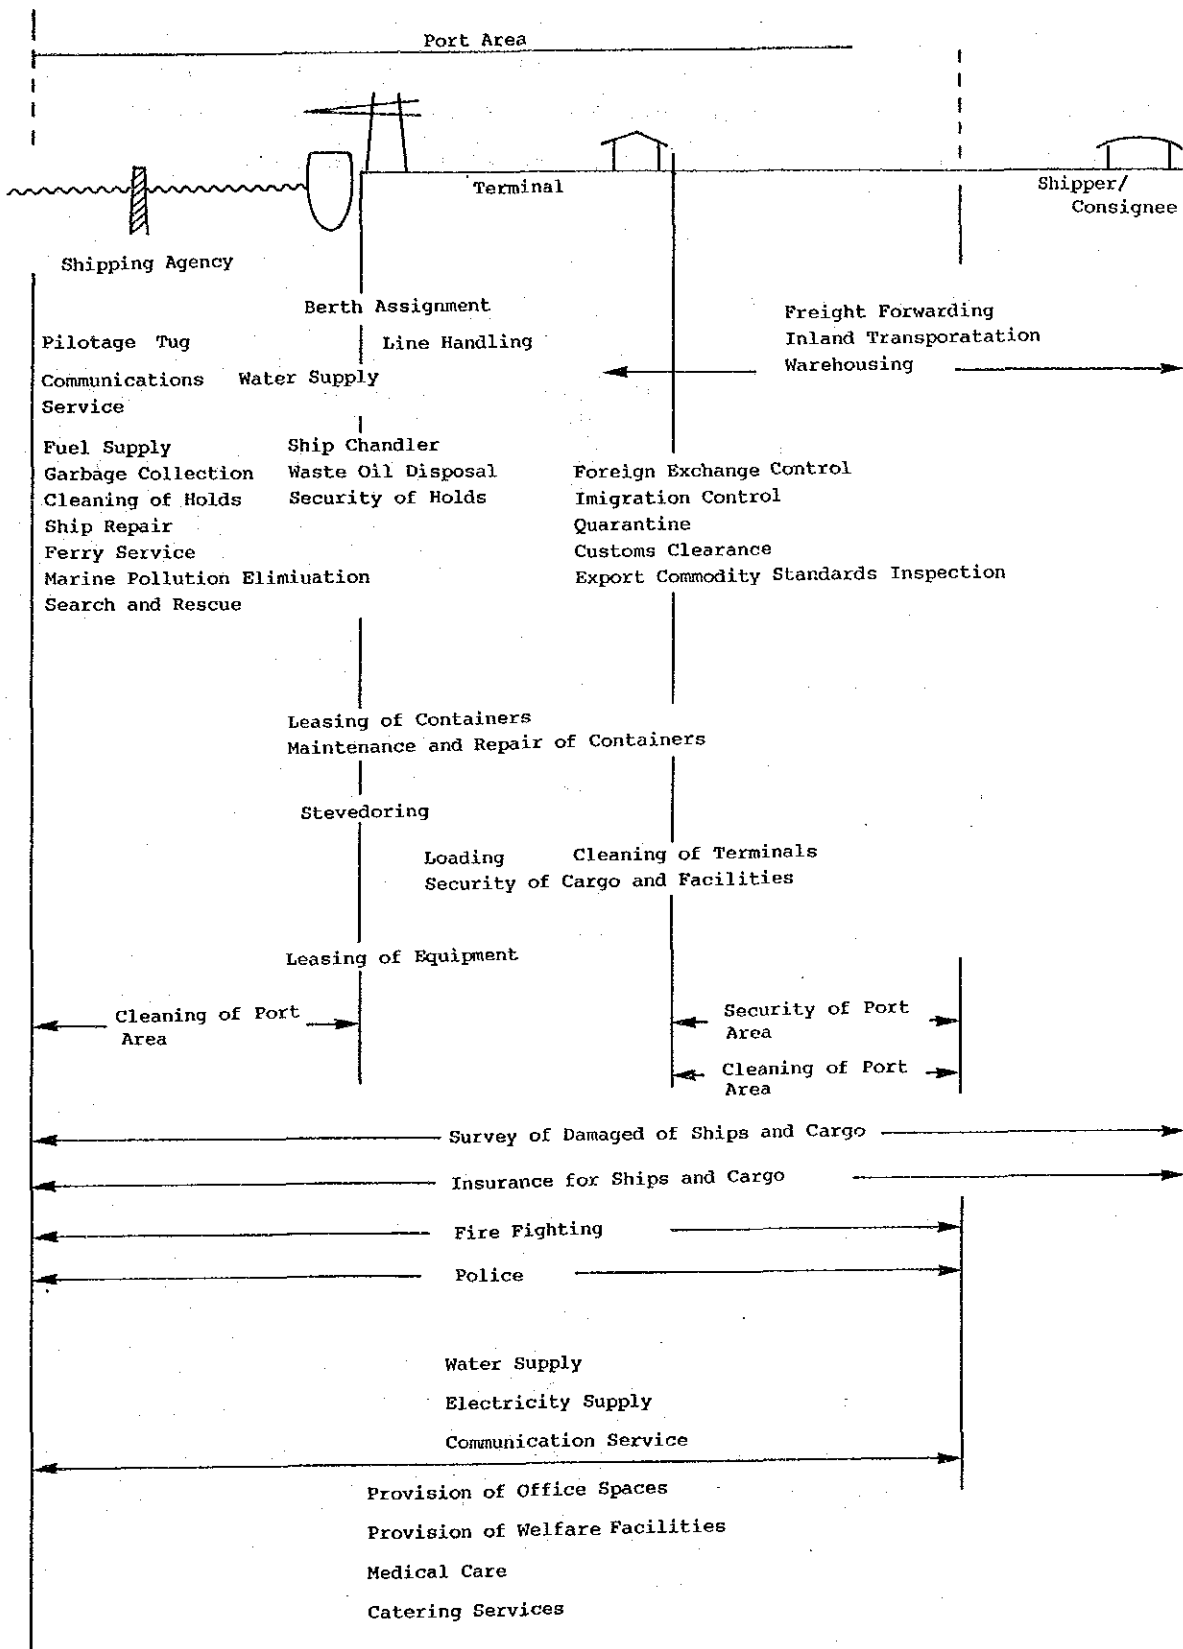 Port Area
Terminal
Shipper/
Consignee
Shipping Agency
Berth Assignment
Pilotage Tug
Line Handling
Communications
Service
Water Supply
Freight Forwarding
Inland Transporatation
Warehousing
Fuel Supply
Garbage Collection
Cleaning of Holds
Ship Repair
Ferry Service
Marine Pollution Elimiuation
Search and Rescue
Ship Chandler
Waste Oil Disposal
Security of Holds
Foreign Exchange Control
Imigration Control
Quarantine
Customs Clearance
Export Commodity Standards Inspection
Leasing of Containers
Maintenance and Repair of Containers
Stevedoring
Loading
Cleaning of Terminals
Security of Cargo and Facilities
Leasing of Equipment
Cleaning of Port
Area
Security of Port
Area
Cleaning of Port
Area
Survey of Damaged of Ships and Cargo
Insurance for Ships and Cargo
Fire Fighting
Police
Water Supply
Electricity Supply
Communication Service
Provision of Office Spaces
Provision of Welfare Facilities
Medical Care
Catering Services